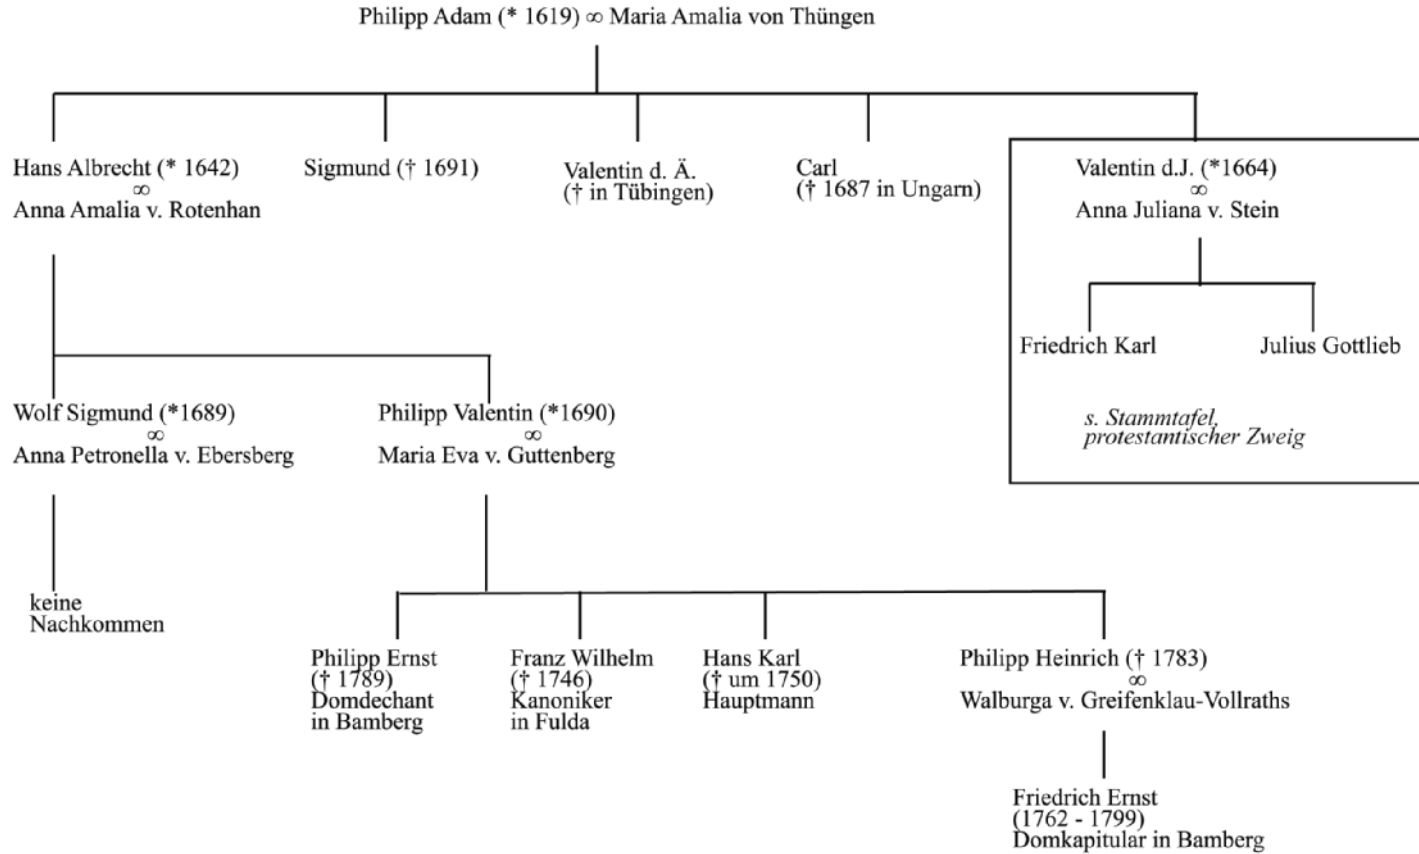 Philipp Adam (* 1619) ∞ Maria Amalia von Thüngen
Hans Albrecht (* 1642)
∞
Anna Amalia v. Rotenhan
Sigmund († 1691)
Valentin d. Ä.
(† in Tübingen)
Carl
(† 1687 in Ungarn)
Valentin d.J. (*1664)
∞
Anna Juliana v. Stein
Friedrich Karl
Julius Gottlieb
s. Stammtafel,
protestantischer Zweig
Wolf Sigmund (*1689)
∞
Anna Petronella v. Ebersberg
Philipp Valentin (*1690)
∞
Maria Eva v. Guttenberg
keine
Nachkommen
Philipp Ernst
(† 1789)
Domdechant
in Bamberg
Franz Wilhelm
(† 1746)
Kanoniker
in Fulda
Hans Karl
(† um 1750)
Hauptmann
Philipp Heinrich († 1783)
∞
Walburga v. Greifenklau-Vollraths
Friedrich Ernst
(1762 - 1799)
Domkapitular in Bamberg